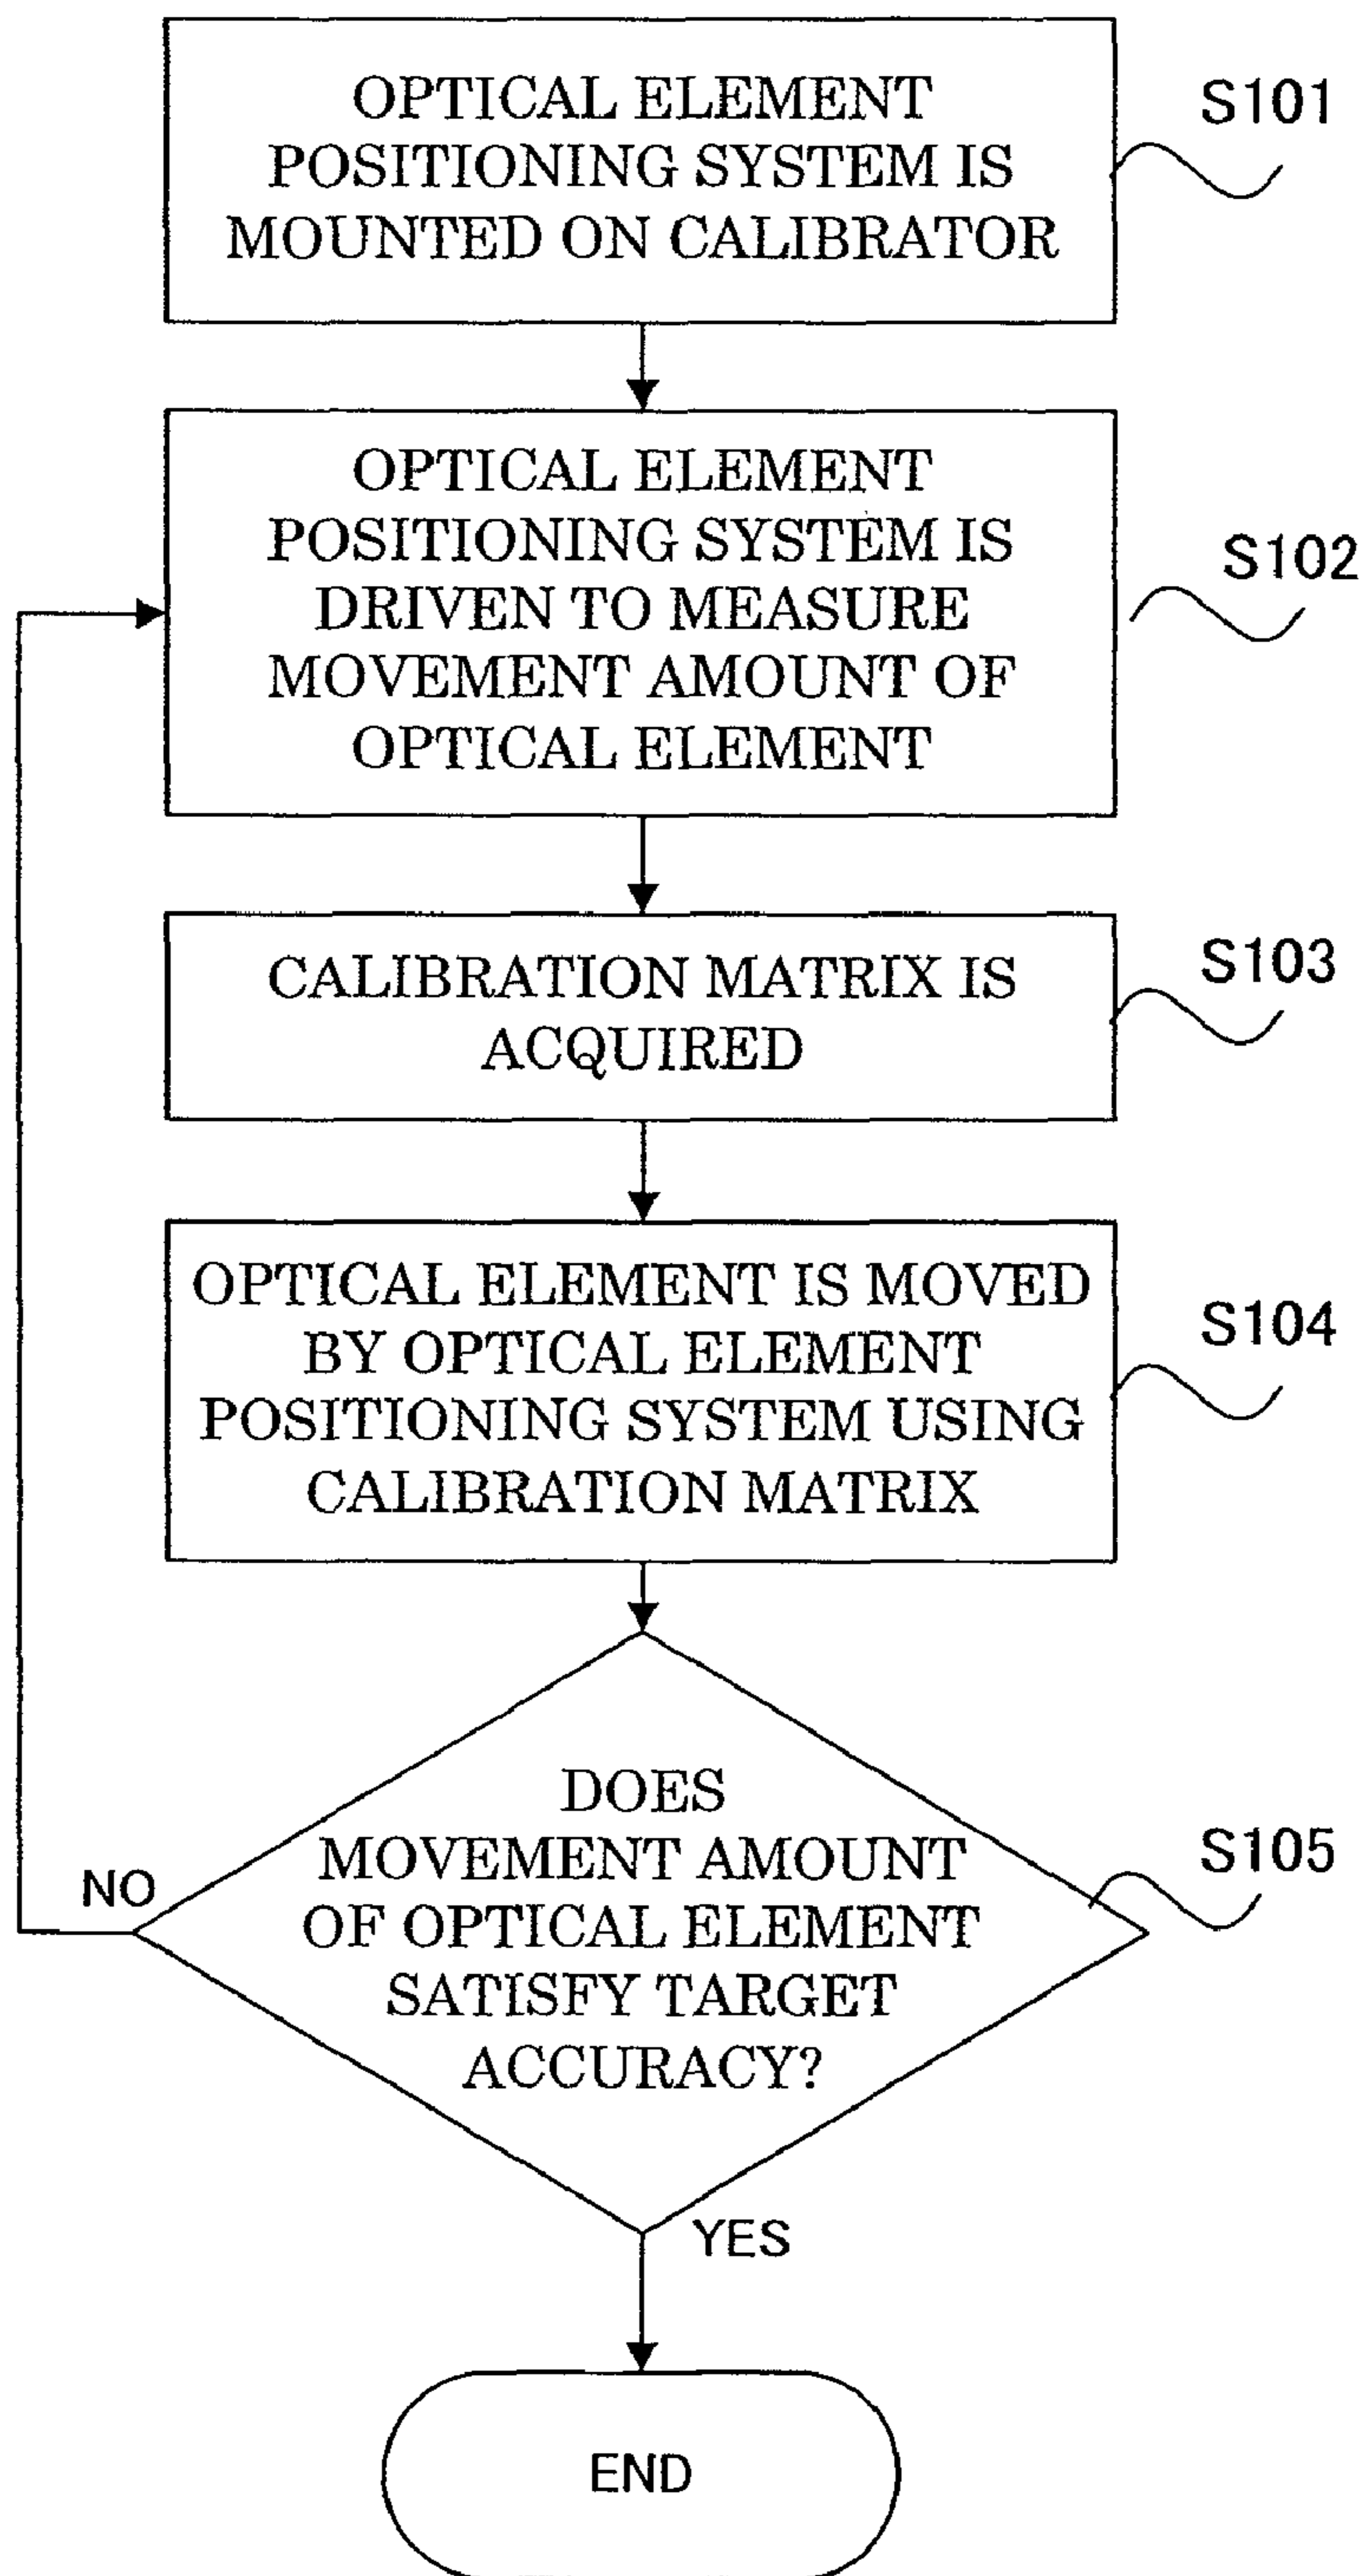 OPTICAL ELEMENT
POSITIONING SYSTEM IS
MOUNTED ON CALIBRATOR
S101
OPTICAL ELEMENT
POSITIONING SYSTEM IS
DRIVEN TO MEASURE
MOVEMENT AMOUNT OF
OPTICAL ELEMENT
S102
CALIBRATION MATRIX IS
ACQUIRED
S103
OPTICAL ELEMENT IS MOVED
BY OPTICAL ELEMENT
POSITIONING SYSTEM USING
CALIBRATION MATRIX
S104
DOES
MOVEMENT AMOUNT
OF OPTICAL ELEMENT
SATISFY TARGET
ACCURACY?
S105
NO
YES
END